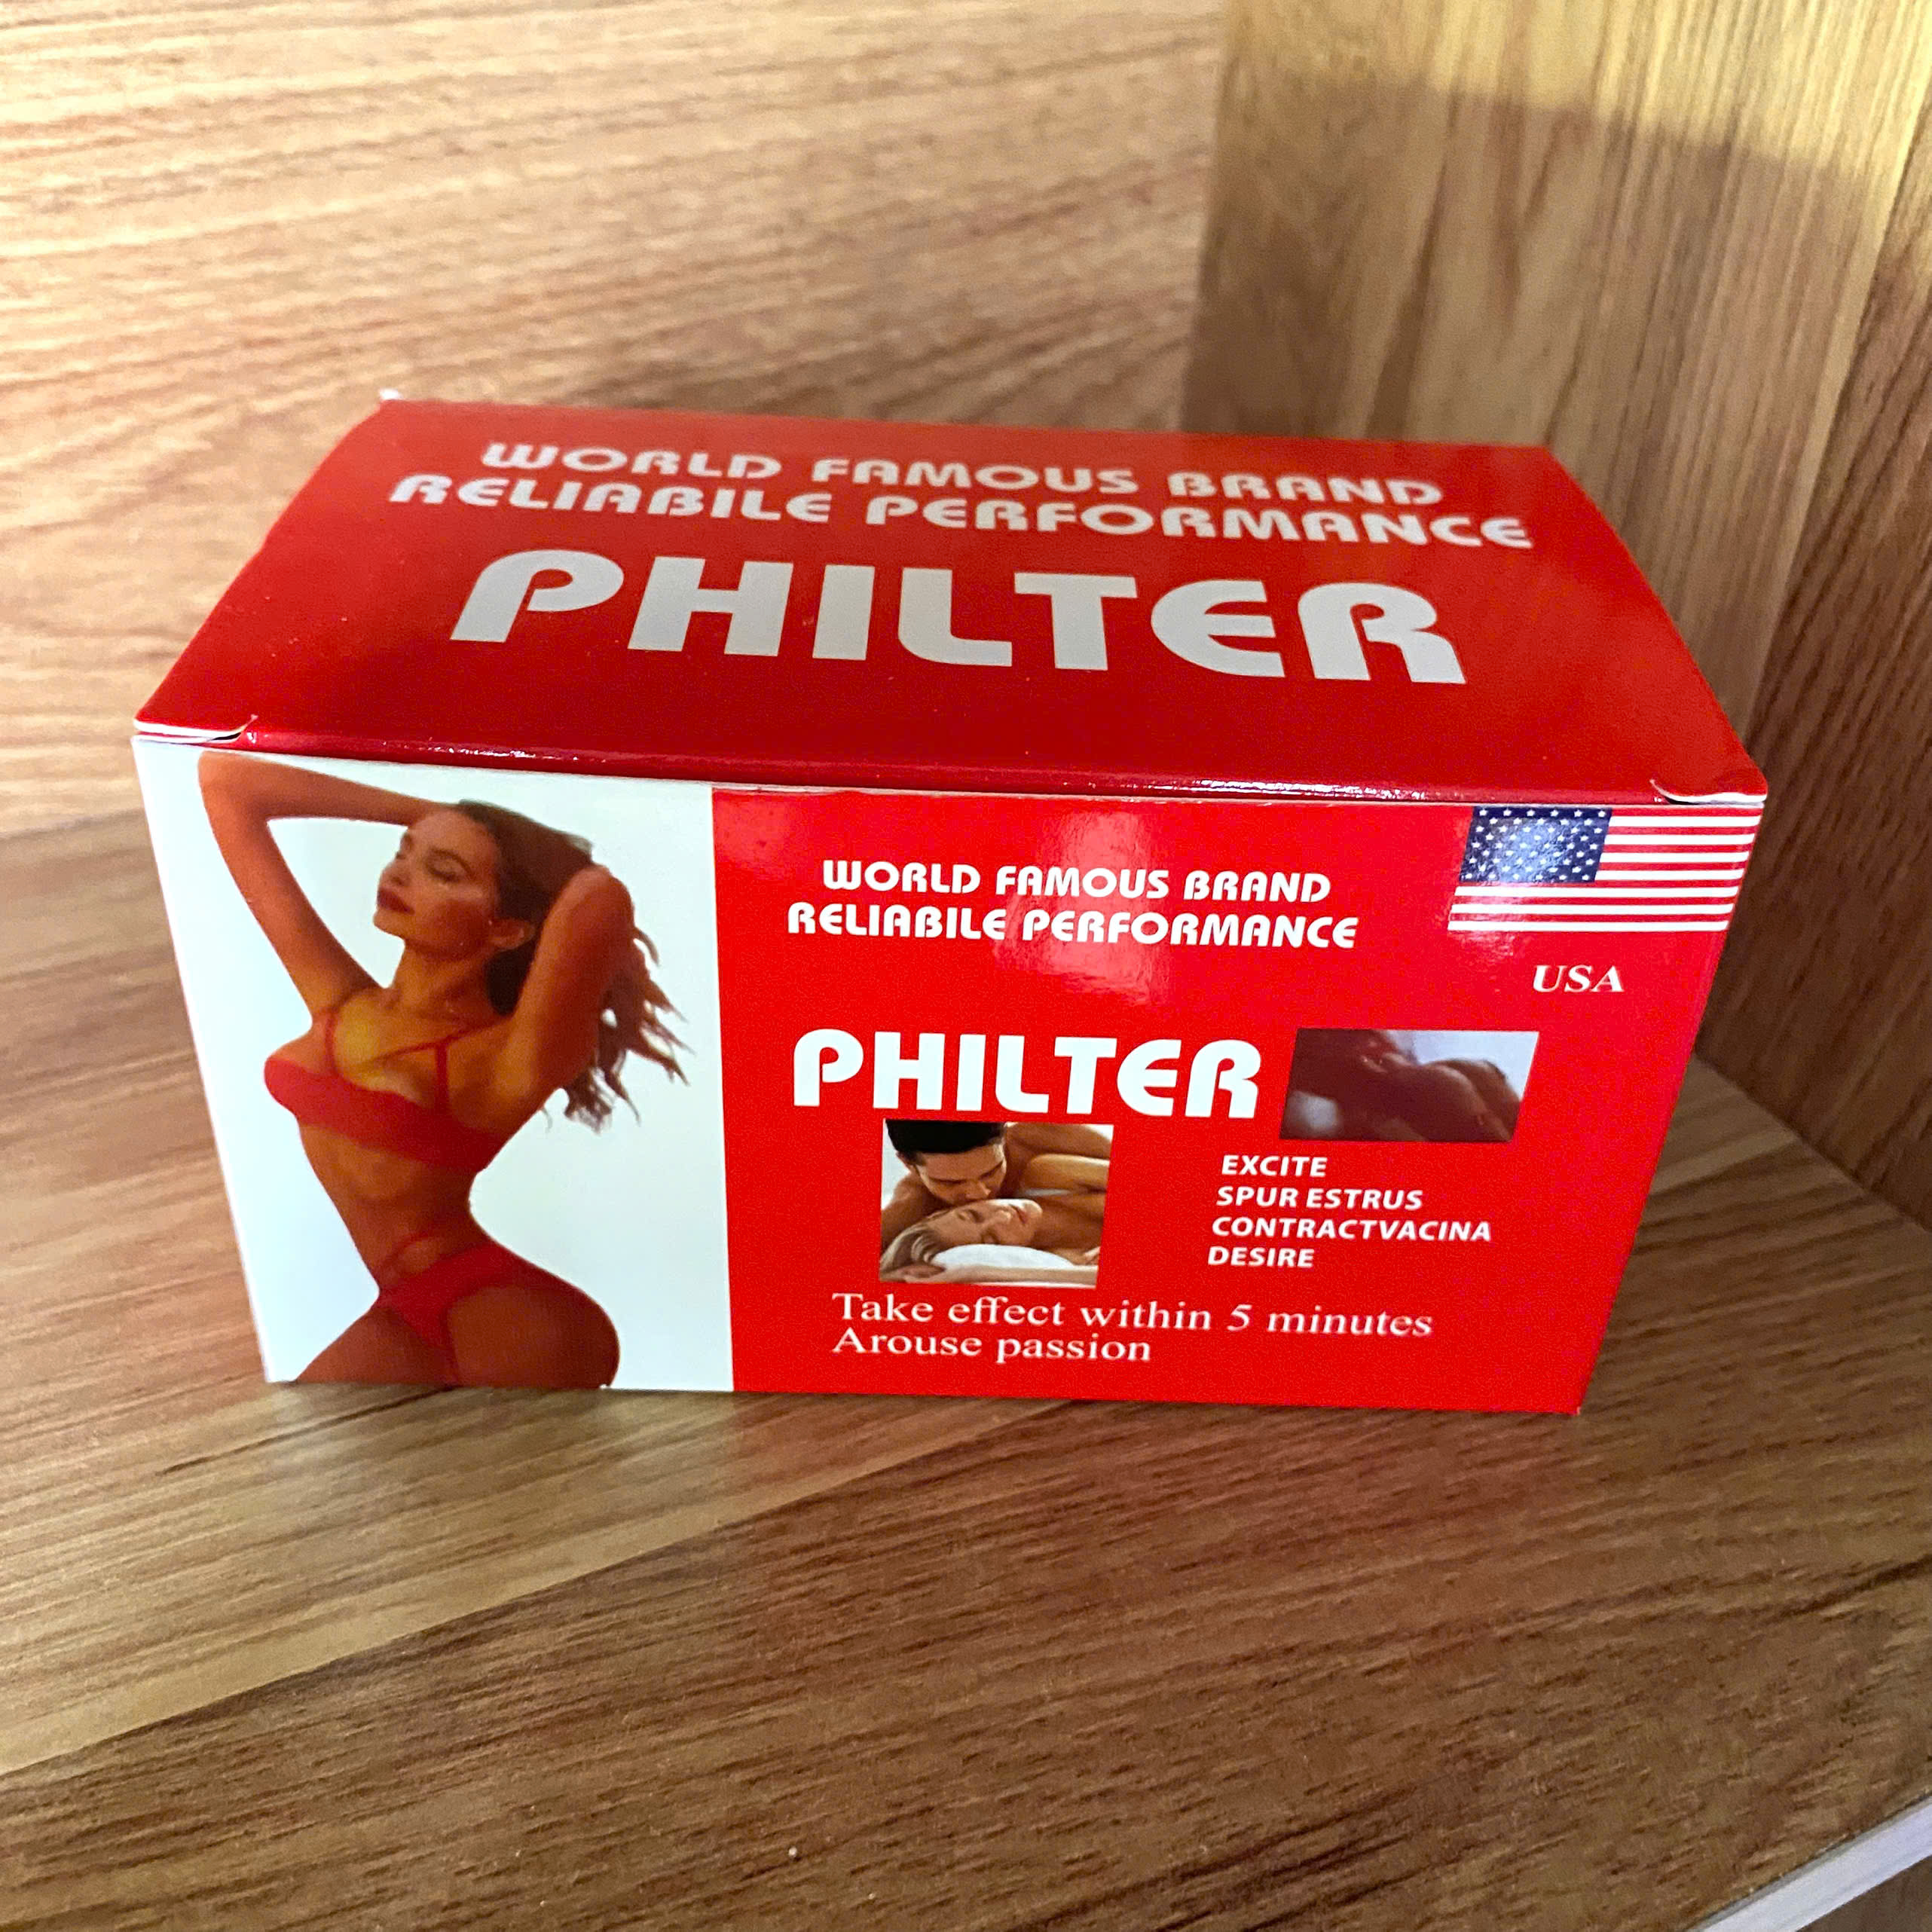 WORLD FAMOUS BRAND
RELIABILE PERFORMANCE
PHILTER
WORLD FAMOUS BRAND
RELIABILE PERFORMANCE
USA
PHILTER
EXCITE
SPUR ESTRUS
CONTRACTVACINA
DESIRE
Take effect within 5 minutes
Arouse passion